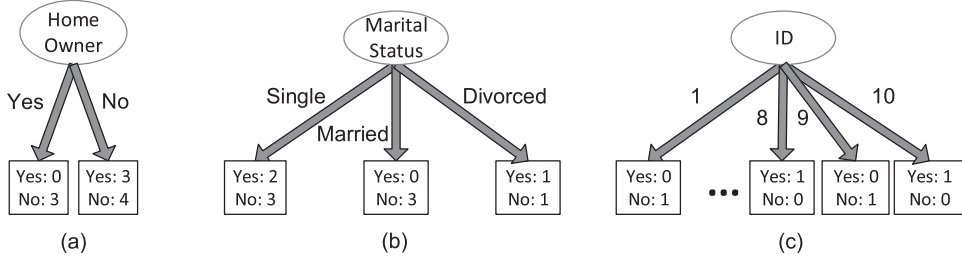 Home
Owner
Yes
No
Yes: 0
No: 3
Yes: 3
No: 4
(a)
Marital
Status
Single
Married
Divorced
Yes: 2
No: 3
Yes: 0
No: 3
Yes: 1
No: 1
(b)
ID
1
8
9
10
Yes: 0
No: 1
...
Yes: 1
No: 0
Yes: 0
No: 1
Yes: 1
No: 0
(c)